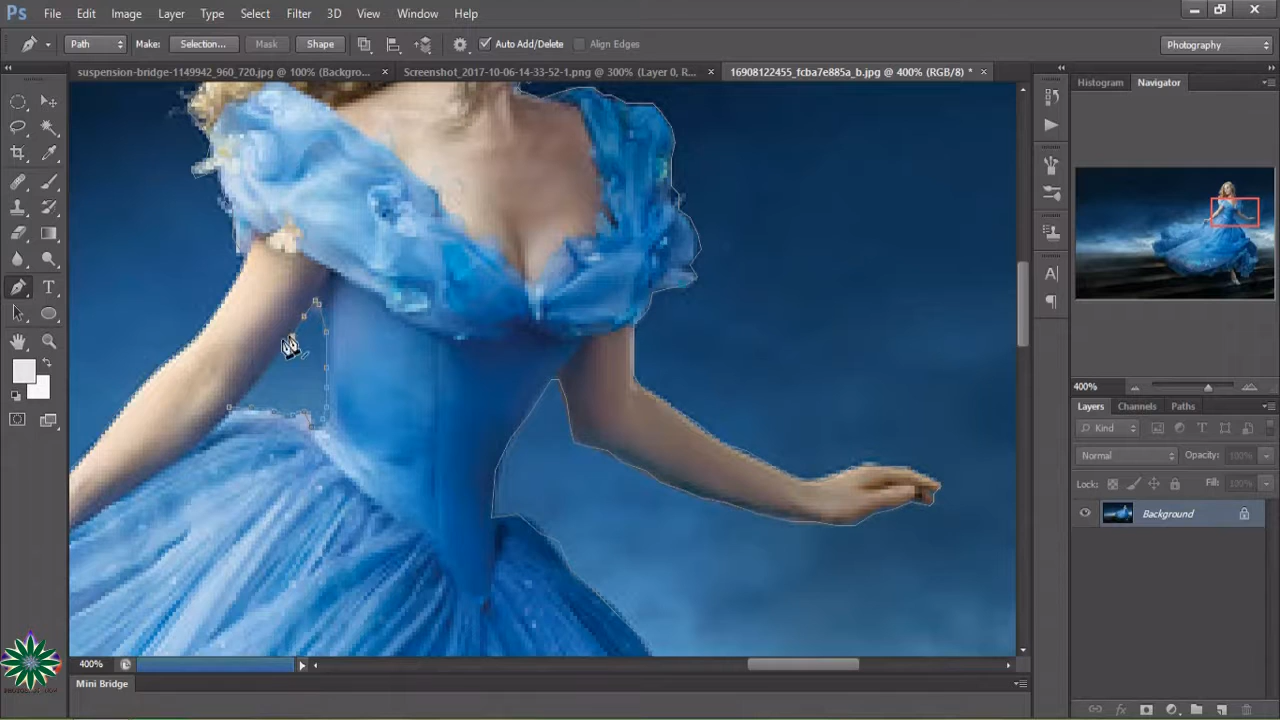 Ps File Edit Image Layer Type Select Filter 3D View Window Help
Path Make: Selection... Mask Shape Auto Add/Delete Align Edges Photography
suspension-bridge-1149942_960_720.jpg @ 100% (Backgro... × Screenshot_2017-10-06-14-33-52-1.png @ 300% (Layer 0, R... × 16908122455_fcba7e885a_b.jpg @ 400% (RGB/8) * ×
Histogram Navigator
400%
Layers Channels Paths
Kind
Normal Opacity: 100%
Lock: Fill: 100%
Background
400%
Mini Bridge